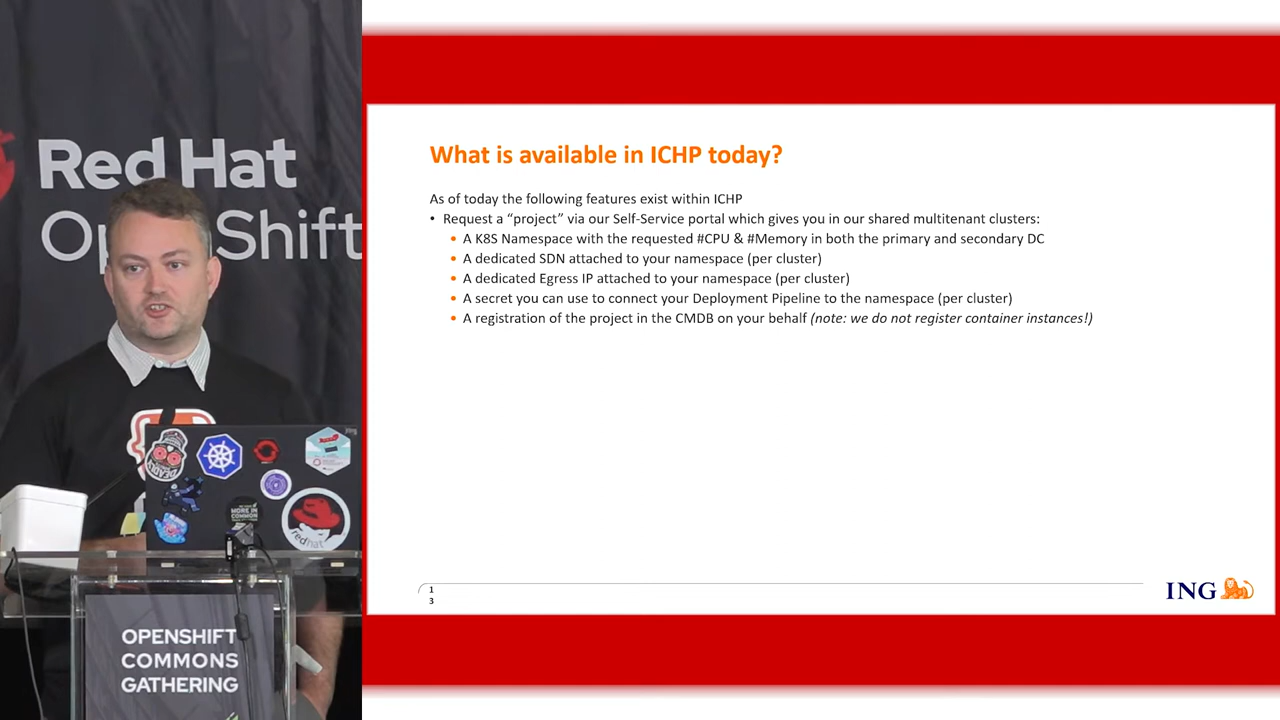 Red Hat
OpenShift
DEADLY
MORE IN
COMMON
redhat
OPENSHIFT
COMMONS
GATHERING
What is available in ICHP today?
As of today the following features exist within ICHP
• Request a “project” via our Self-Service portal which gives you in our shared multitenant clusters:
• A K8S Namespace with the requested #CPU & #Memory in both the primary and secondary DC
• A dedicated SDN attached to your namespace (per cluster)
• A dedicated Egress IP attached to your namespace (per cluster)
• A secret you can use to connect your Deployment Pipeline to the namespace (per cluster)
• A registration of the project in the CMDB on your behalf (note: we do not register container instances!)
1
3
ING